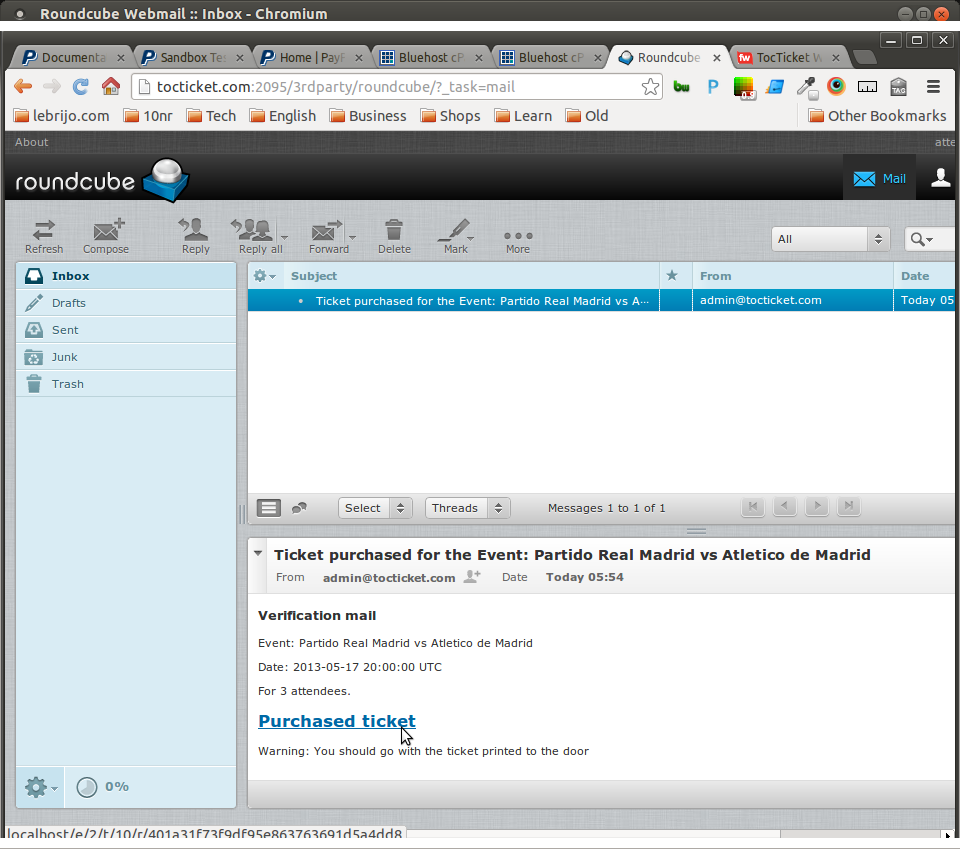 Roundcube Webmail :: Inbox - Chromium
Documenta
Sandbox Te
Home | PayP
Bluehost cP
Bluehost cP
Roundcube
TocTicket W
tocticket.com:2095/3rdparty/roundcube/?_task=mail
bw
P
0.9
TAG
lebrijo.com 10nr Tech English Business Shops Learn Old Other Bookmarks
About atte
roundcube Mail
Refresh Compose Reply Reply all Forward Delete Mark More
All
Inbox
Drafts
Sent
Junk
Trash
Subject From Date
• Ticket purchased for the Event: Partido Real Madrid vs A... admin@tocticket.com Today 05
Select Threads Messages 1 to 1 of 1
Ticket purchased for the Event: Partido Real Madrid vs Atletico de Madrid
From admin@tocticket.com Date Today 05:54
Verification mail
Event: Partido Real Madrid vs Atletico de Madrid
Date: 2013-05-17 20:00:00 UTC
For 3 attendees.
Purchased ticket
Warning: You should go with the ticket printed to the door
0%
localhost/e/2/t/10/r/401a31f73f9df95e863763691d5a4dd8